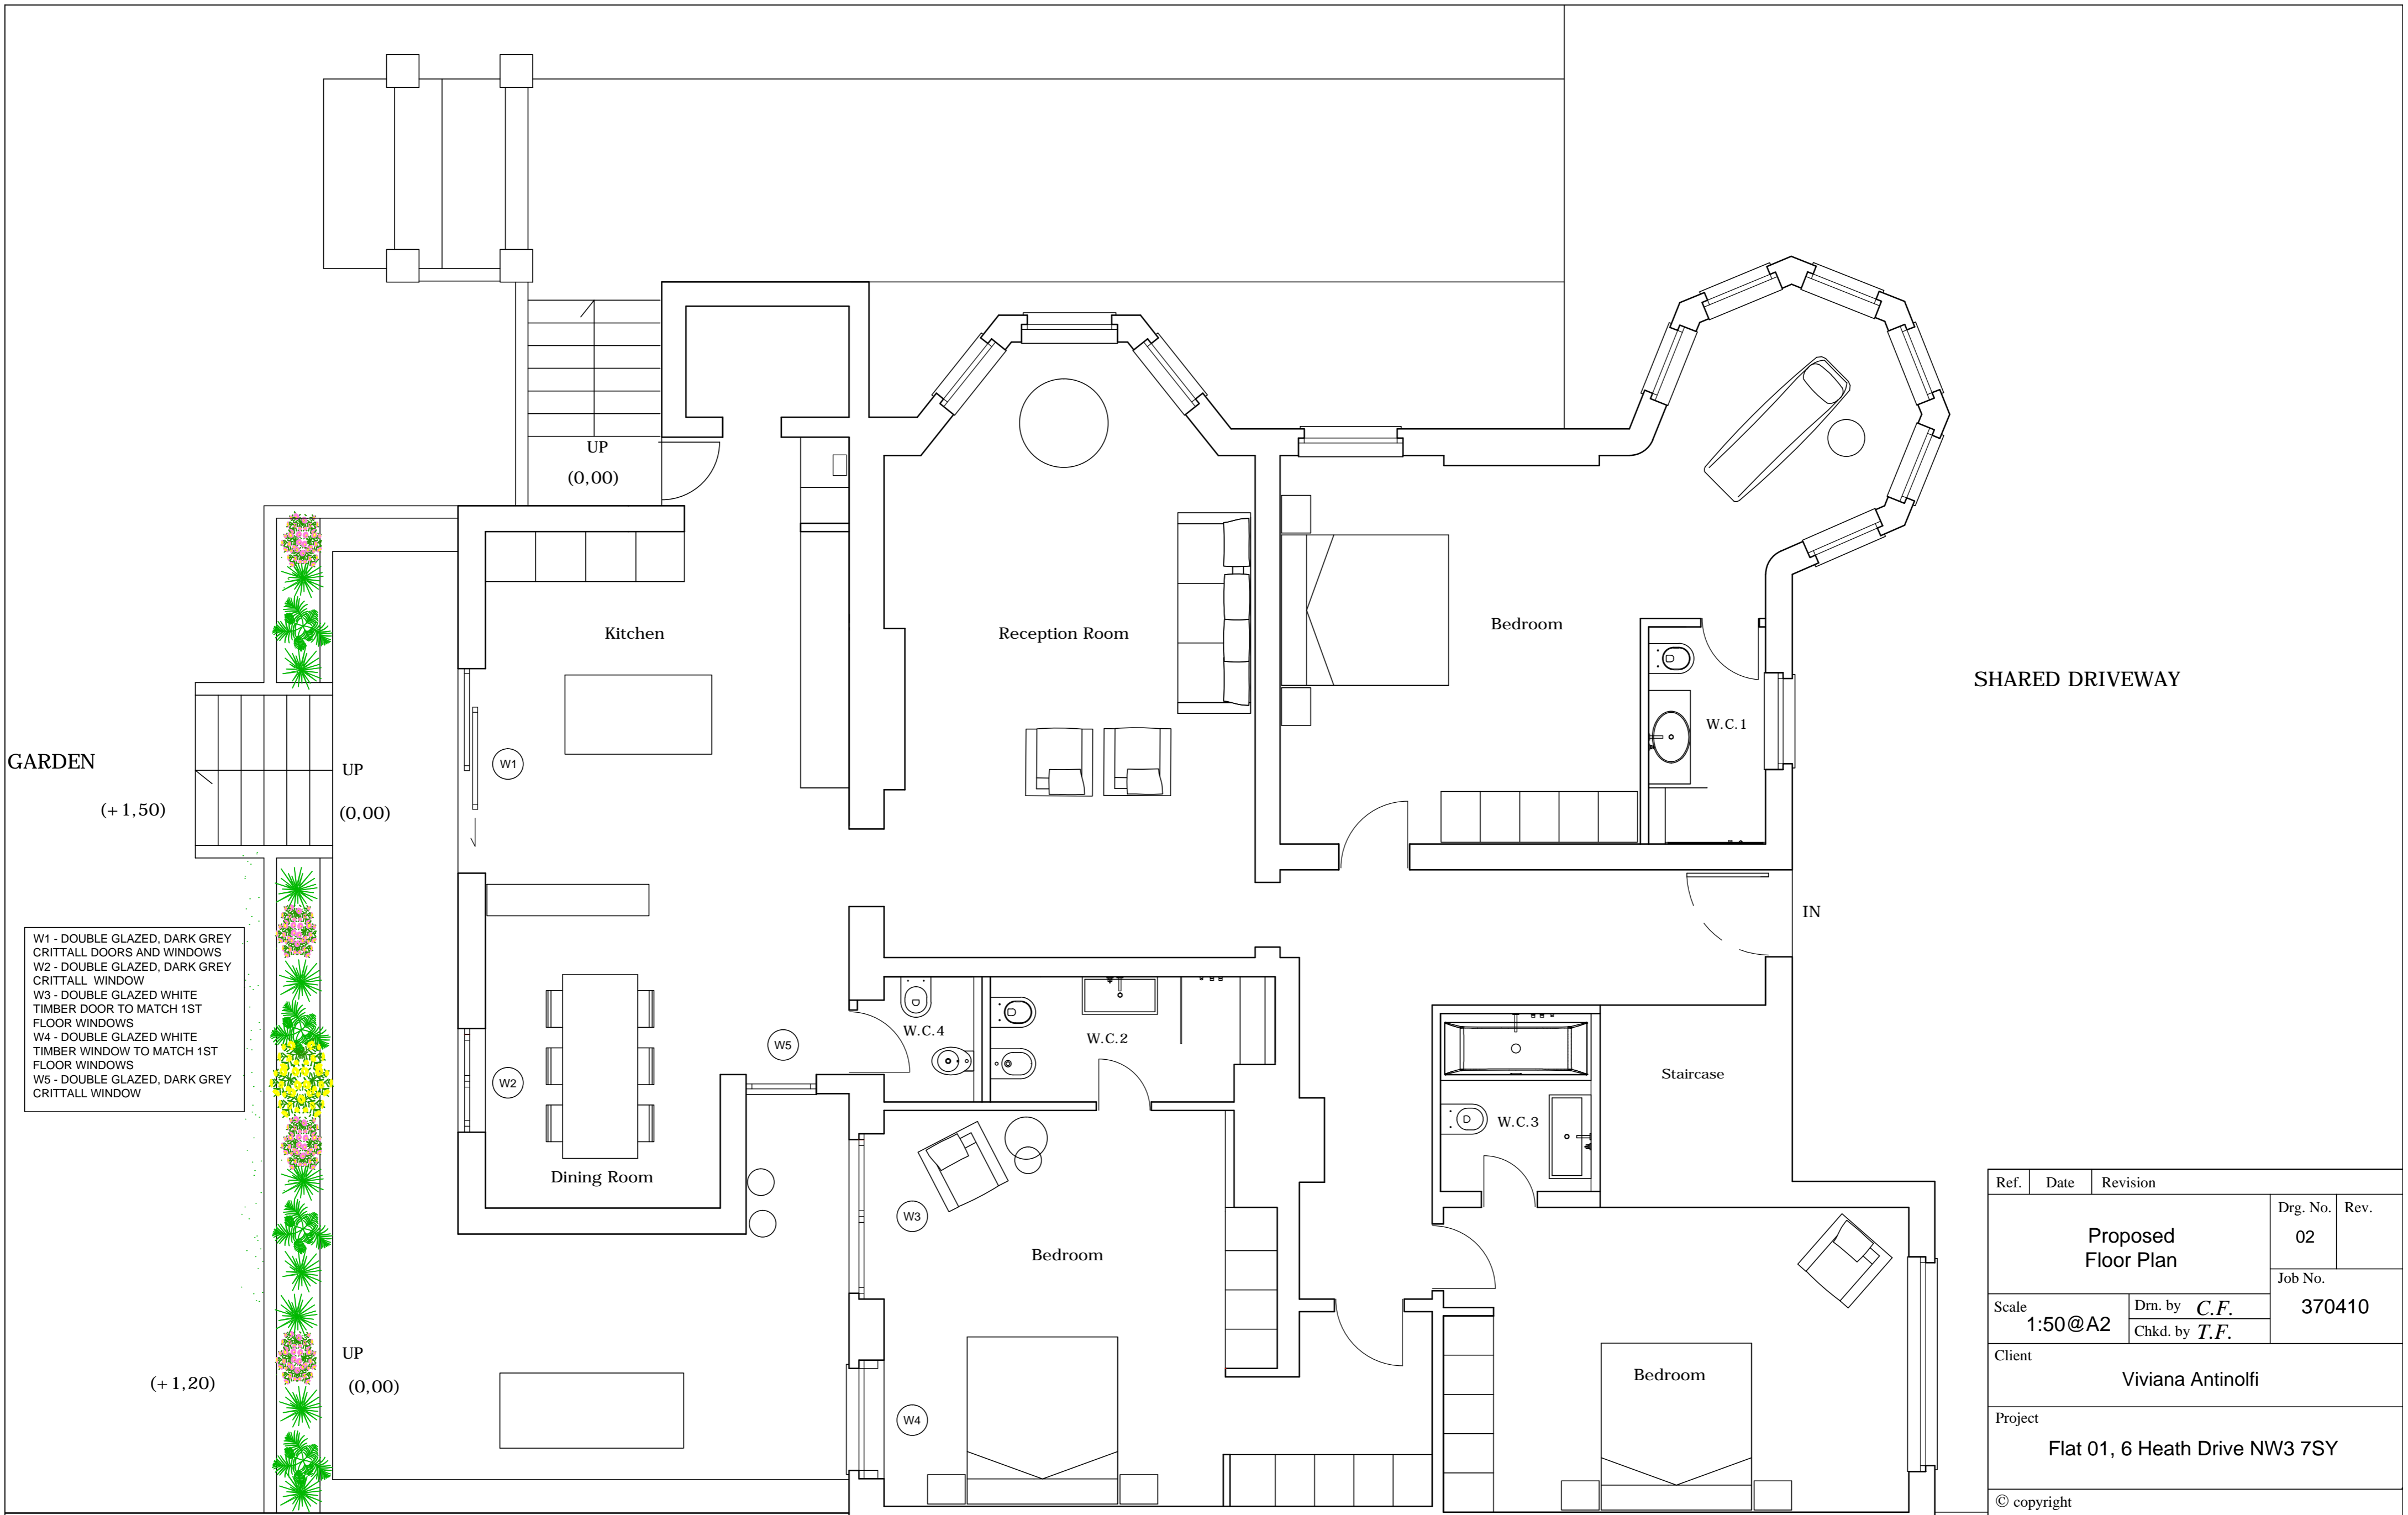 UP
(0,00)
Kitchen
Reception Room
Bedroom
W.C.1
SHARED DRIVEWAY
GARDEN
(+1,50)
UP
(0,00)
W1
IN
W1 - DOUBLE GLAZED, DARK GREY
CRITTALL DOORS AND WINDOWS
W2 - DOUBLE GLAZED, DARK GREY
CRITTALL WINDOW
W3 - DOUBLE GLAZED WHITE
TIMBER DOOR TO MATCH 1ST
FLOOR WINDOWS
W4 - DOUBLE GLAZED WHITE
TIMBER WINDOW TO MATCH 1ST
FLOOR WINDOWS
W5 - DOUBLE GLAZED, DARK GREY
CRITTALL WINDOW
W2
W5
W.C.4
W.C.2
W.C.3
Staircase
Dining Room
W3
Bedroom
UP
(0,00)
(+1,20)
W4
Bedroom
Ref. Date Revision
Proposed
Floor Plan
Drg. No. Rev.
02
Job No.
370410
Scale
1:50@A2
Drn. by C.F.
Chkd. by T.F.
Client
Viviana Antinolfi
Project
Flat 01, 6 Heath Drive NW3 7SY
© copyright